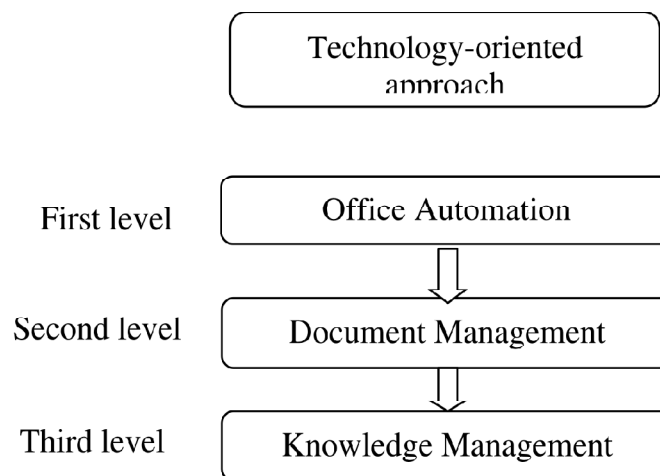 Technology-oriented
approach
First level
Office Automation
Second level
Document Management
Third level
Knowledge Management